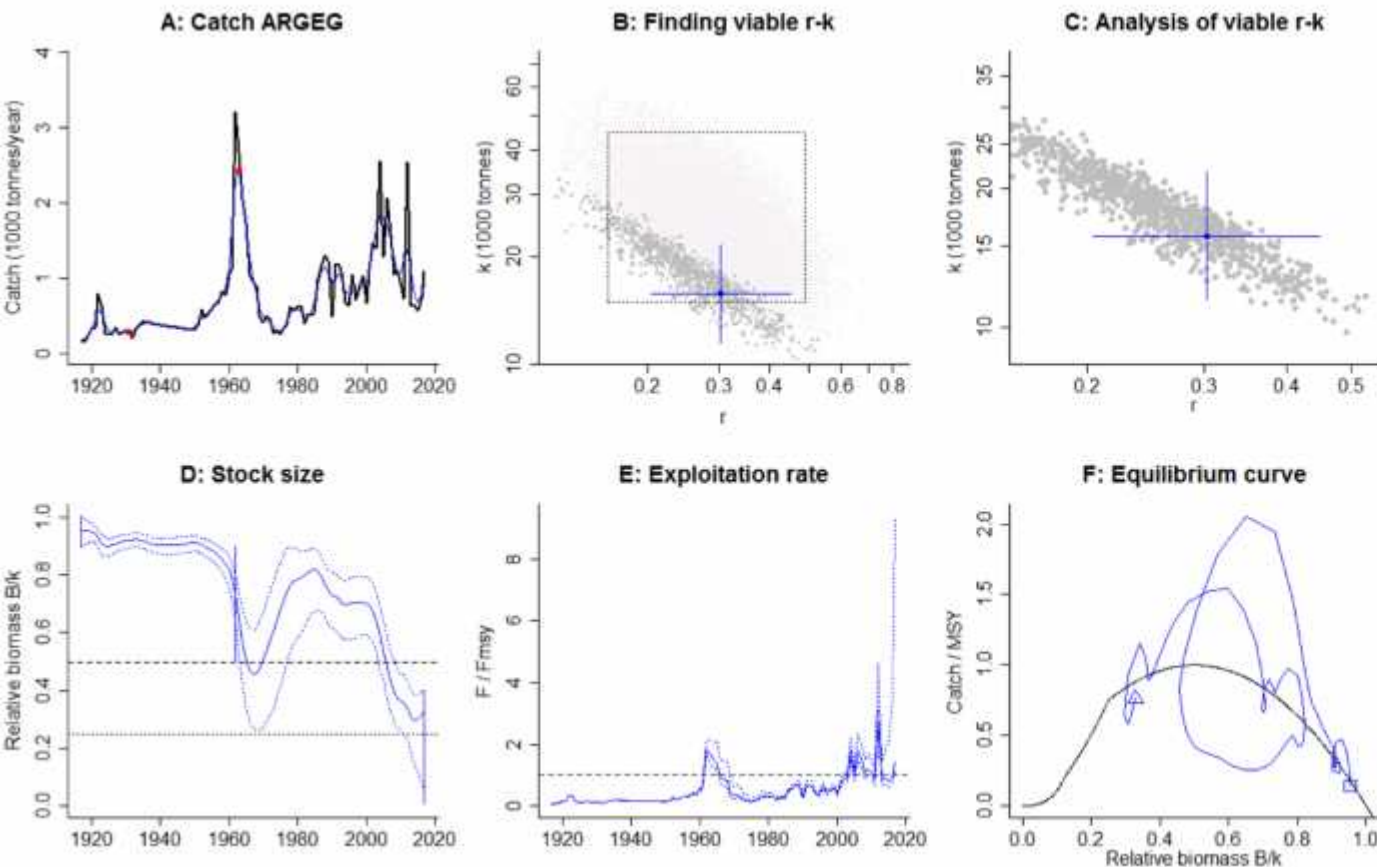 A: Catch ARGEG
Catch (1000 tonnes/year)
4
3
2
1
0
1920 1940 1960 1980 2000 2020
B: Finding viable r-k
k (1000 tonnes)
60
40
30
20
10
0.2 0.3 0.4 0.6 0.8
r
C: Analysis of viable r-k
k (1000 tonnes)
35
25
20
15
10
0.2 0.3 0.4 0.5
r
D: Stock size
Relative biomass B/k
1.0
0.8
0.6
0.4
0.2
0.0
1920 1940 1960 1980 2000 2020
E: Exploitation rate
F / Fmsy
8
6
4
2
0
1920 1940 1960 1980 2000 2020
F: Equilibrium curve
Catch / MSY
2.0
1.5
1.0
0.5
0.0
0.0 0.2 0.4 0.6 0.8 1.0
Relative biomass B/k